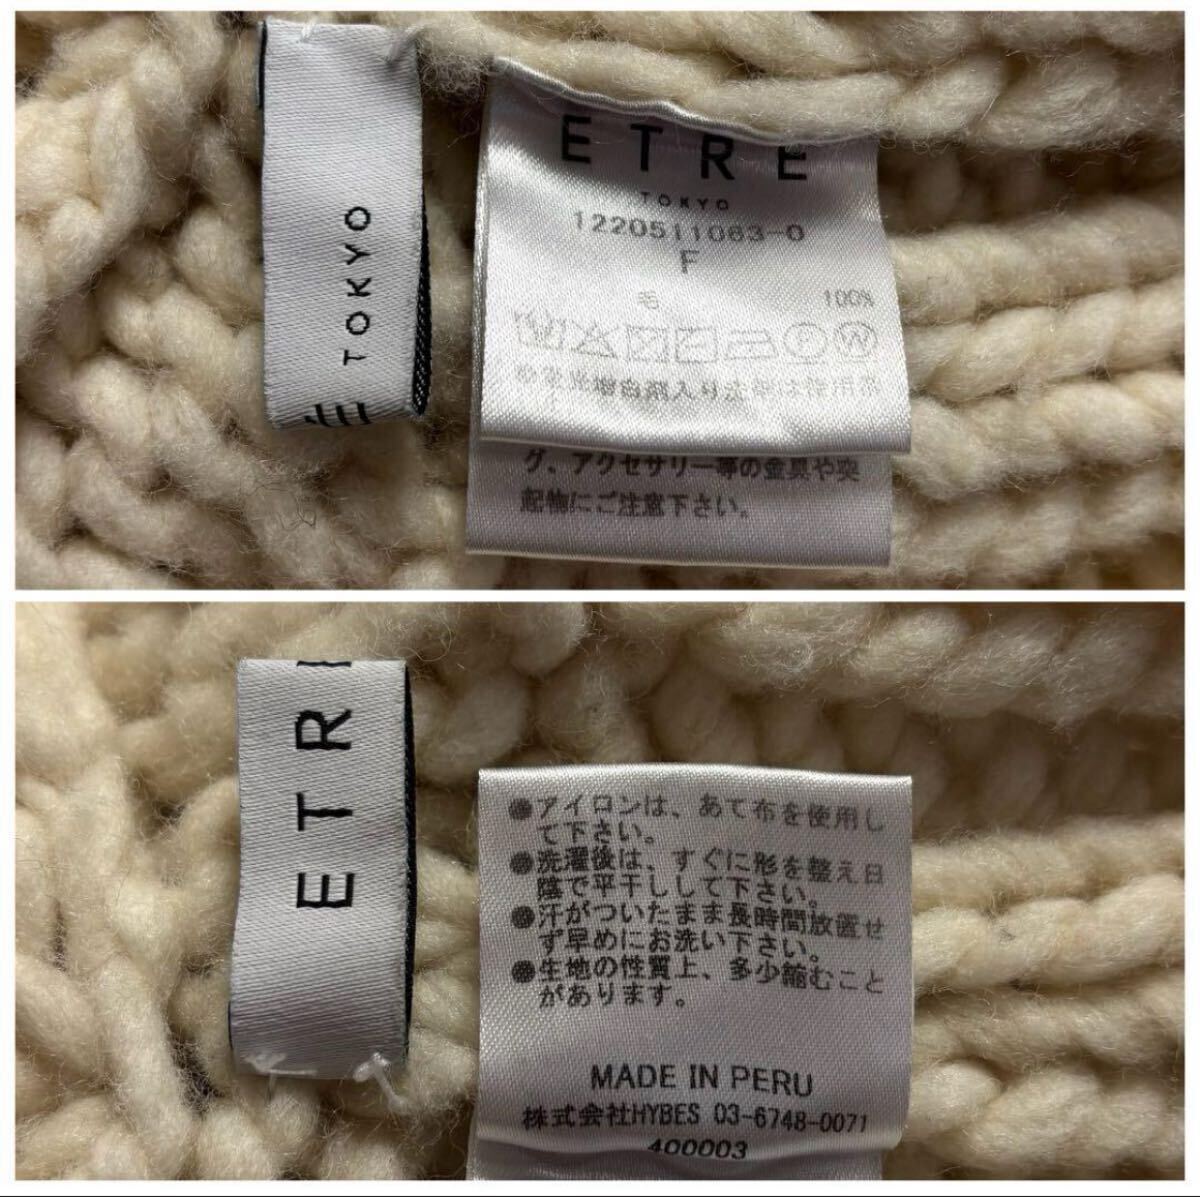 TOKYO
ETRE
TOKYO
1220511063-0
F
毛 100%
増白剤入り
グ、アクセサリー等の金具や突
起物にご注意下さい。
ETR
●アイロンは、あて布を使用し
て下さい。
●洗濯後は、すぐに形を整え日
陰で平干しして下さい。
●汗がついたまま長時間放置せ
ず早めにお洗い下さい。
●生地の性質上、多少縮むこと
があります。
MADE IN PERU
株式会社HYBES 03-6748-0071
400003